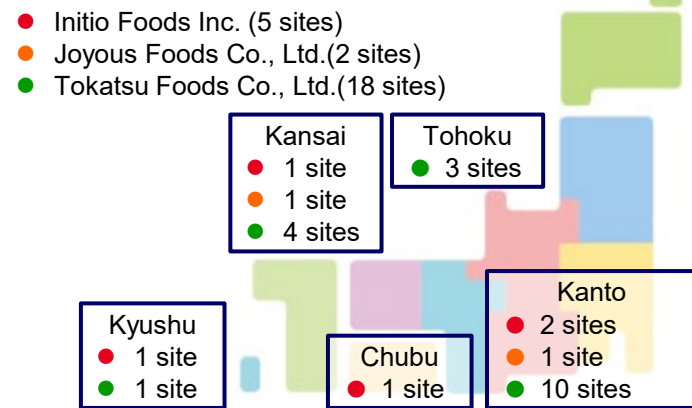 Initio Foods Inc. (5 sites)
Joyous Foods Co., Ltd.(2 sites)
Tokatsu Foods Co., Ltd.(18 sites)
Kansai
1 site
1 site
4 sites
Tohoku
3 sites
Kyushu
1 site
1 site
Chubu
1 site
Kanto
2 sites
1 site
10 sites